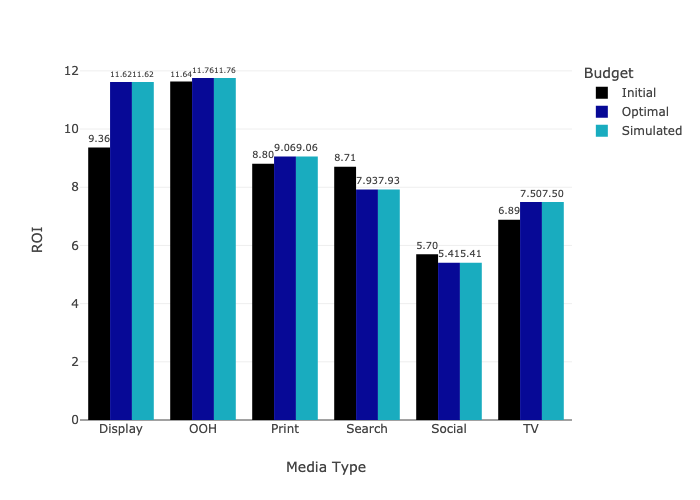 12
10
8
6
4
2
0
ROI
9.36
11.62
11.62
11.64
11.76
11.76
8.80
9.06
9.06
8.71
7.93
7.93
5.70
5.41
5.41
6.89
7.50
7.50
Display
OOH
Print
Search
Social
TV
Media Type
Budget
Initial
Optimal
Simulated